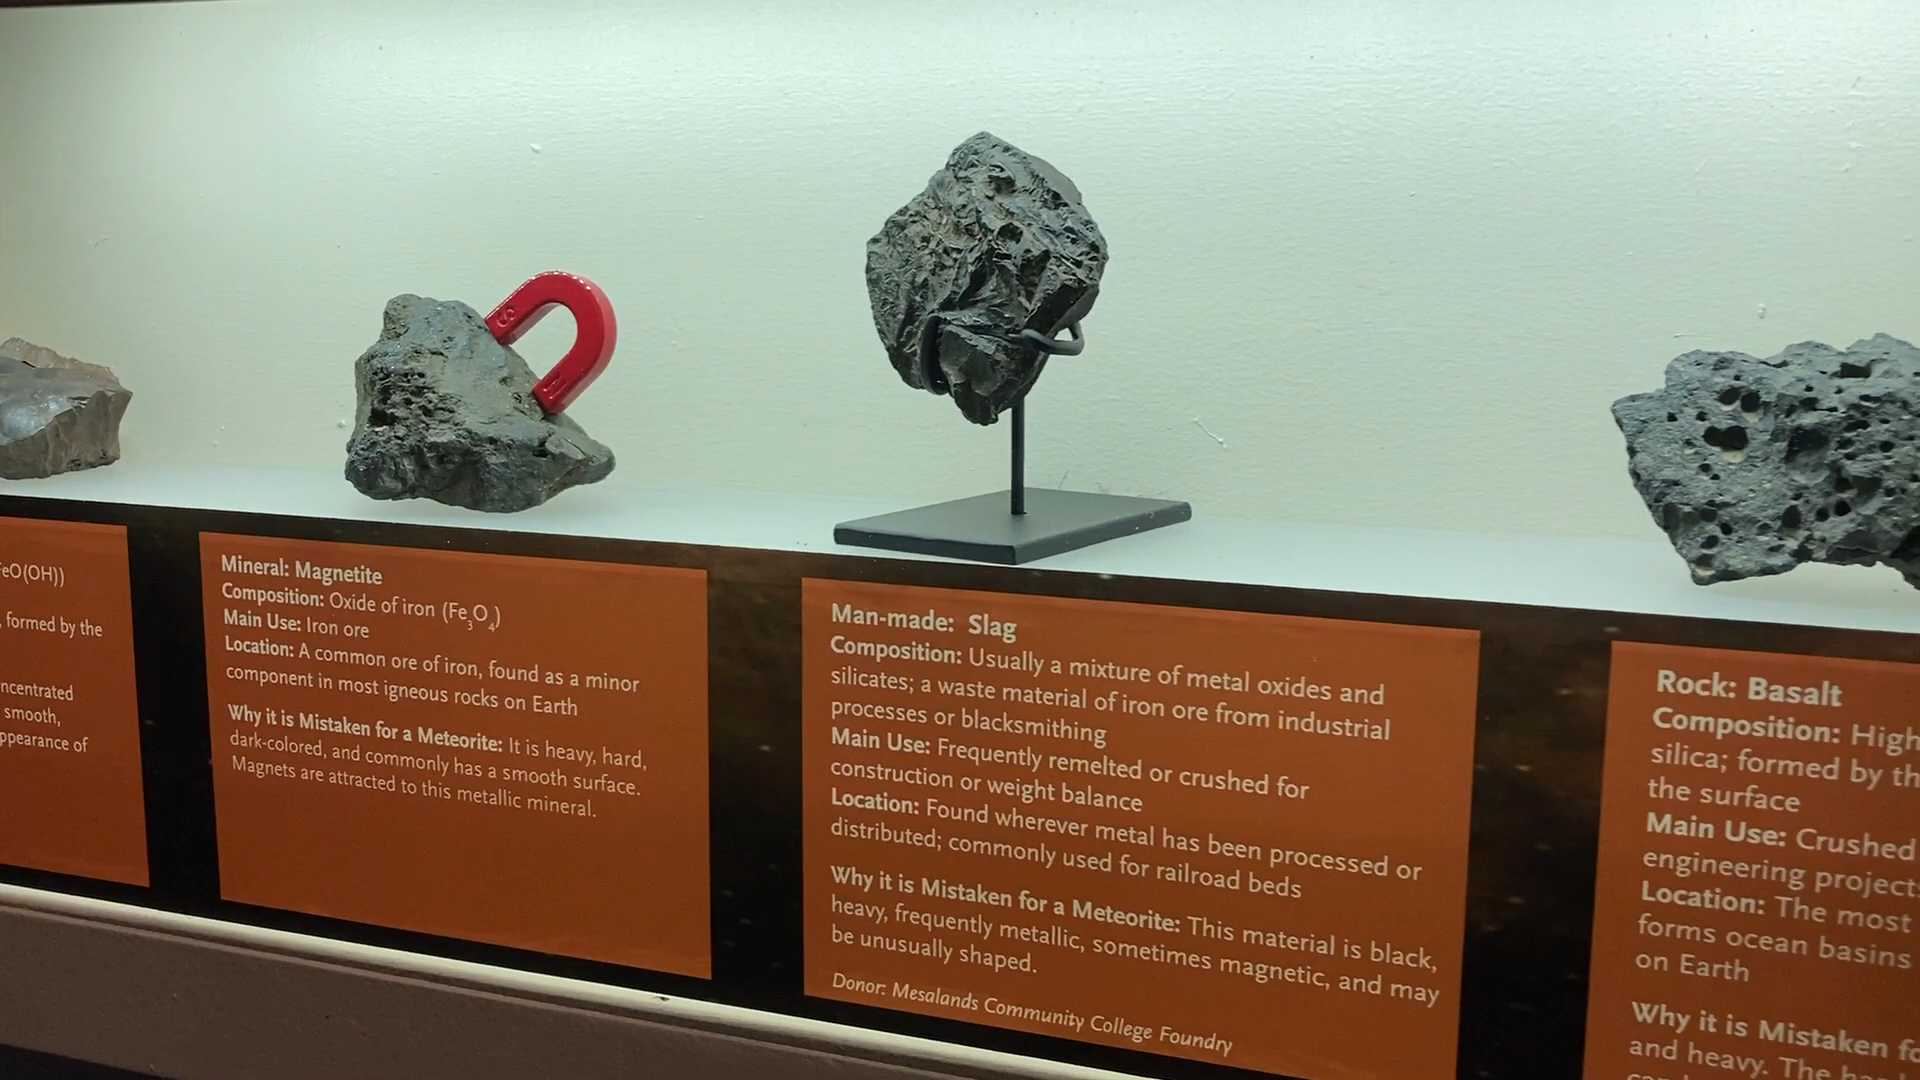 FeO(OH))
, formed by the
ncentrated
smooth,
ppearance of
S
N
Mineral: Magnetite
Composition: Oxide of iron (Fe₃O₄)
Main Use: Iron ore
Location: A common ore of iron, found as a minor
component in most igneous rocks on Earth
Why it is Mistaken for a Meteorite: It is heavy, hard,
dark-colored, and commonly has a smooth surface.
Magnets are attracted to this metallic mineral.
Man-made: Slag
Composition: Usually a mixture of metal oxides and
silicates; a waste material of iron ore from industrial
processes or blacksmithing
Main Use: Frequently remelted or crushed for
construction or weight balance
Location: Found wherever metal has been processed or
distributed; commonly used for railroad beds
Why it is Mistaken for a Meteorite: This material is black,
heavy, frequently metallic, sometimes magnetic, and may
be unusually shaped.
Donor: Mesalands Community College Foundry
Rock: Basalt
Composition: High
silica; formed by th
the surface
Main Use: Crushed
engineering project
Location: The most
forms ocean basins
on Earth
Why it is Mistaken fo
and heavy. The